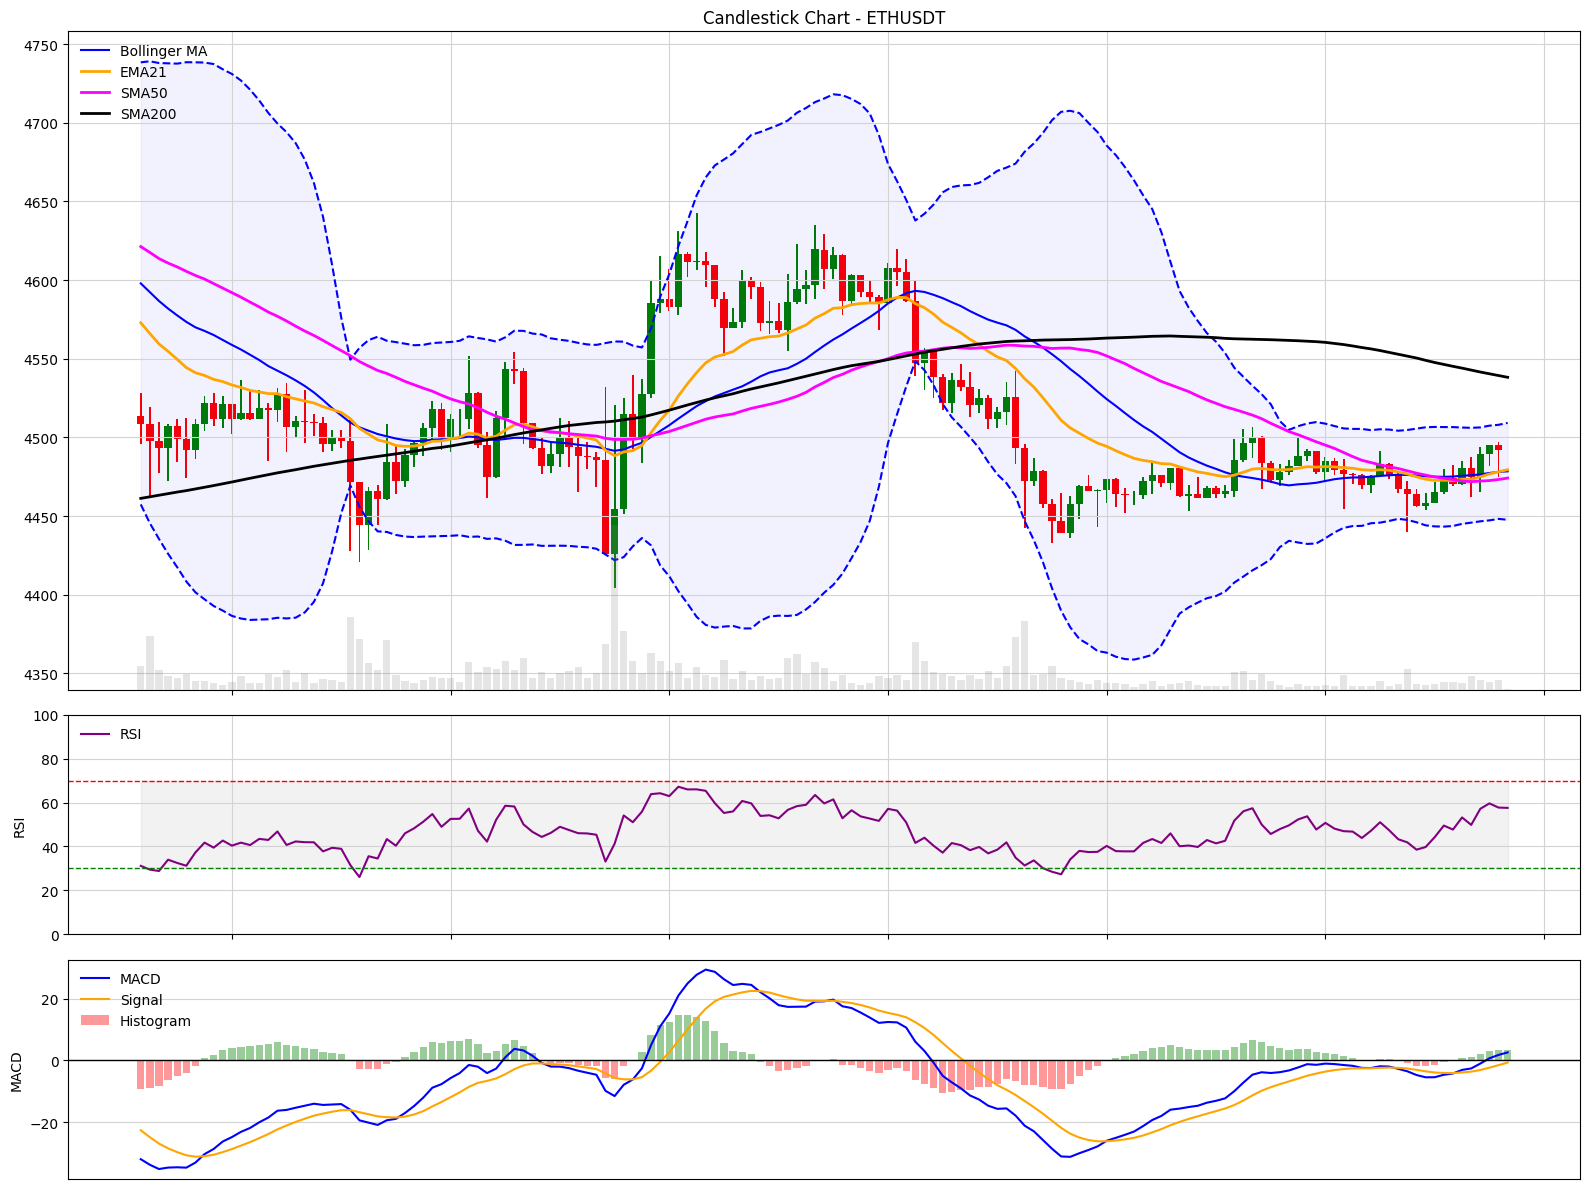 Candlestick Chart - ETHUSDT
4750
4700
4650
4600
4550
4500
4450
4400
4350
Bollinger MA
EMA21
SMA50
SMA200
100
80
60
40
20
0
RSI
RSI
20
0
−20
MACD
MACD
Signal
Histogram